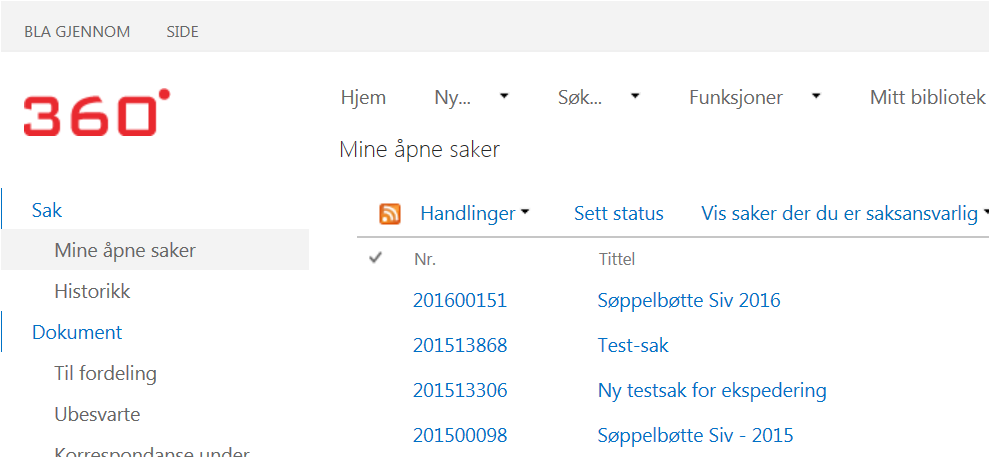 BLA GJENNOM SIDE
360°
Hjem Ny... Søk... Funksjoner Mitt bibliotek
Mine åpne saker
Sak
Mine åpne saker
Historikk
Dokument
Til fordeling
Ubesvarte
Korrespondanse under
Handlinger Sett status Vis saker der du er saksansvarlig
Nr. Tittel
201600151 Søppelbøtte Siv 2016
201513868 Test-sak
201513306 Ny testsak for ekspedering
201500098 Søppelbøtte Siv - 2015